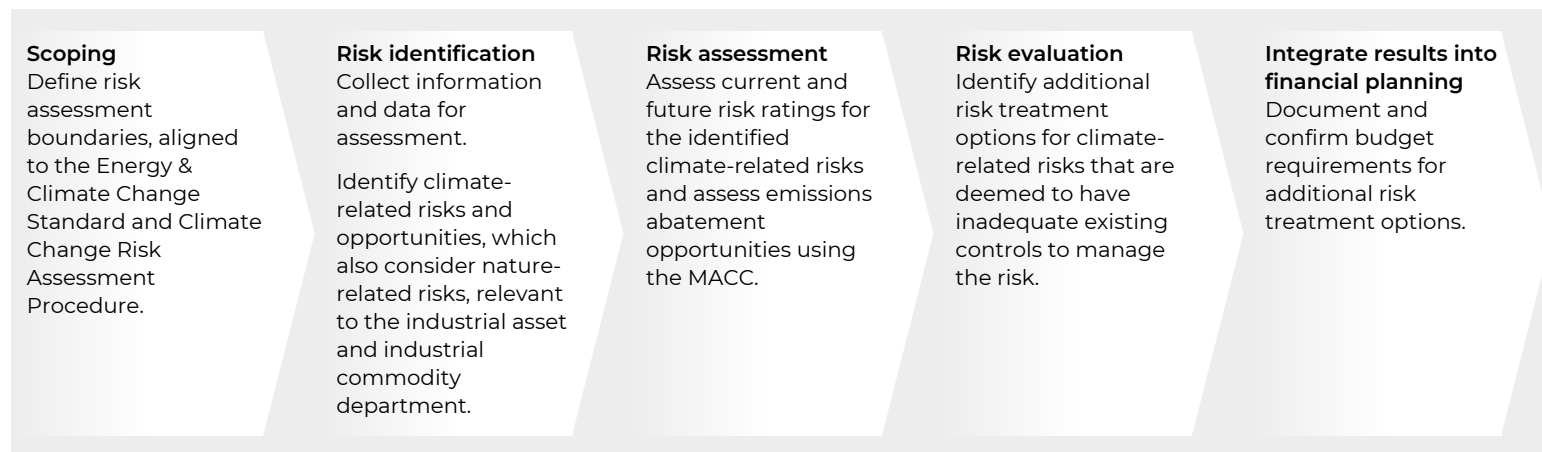 Scoping
Define risk
assessment
boundaries, aligned
to the Energy &
Climate Change
Standard and Climate
Change Risk
Assessment
Procedure.
Risk identification
Collect information
and data for
assessment.
Identify climate-
related risks and
opportunities, which
also consider nature-
related risks, relevant
to the industrial asset
and industrial
commodity
department.
Risk assessment
Assess current and
future risk ratings for
the identified
climate-related risks
and assess emissions
abatement
opportunities using
the MACC.
Risk evaluation
Identify additional
risk treatment
options for climate-
related risks that are
deemed to have
inadequate existing
controls to manage
the risk.
Integrate results into
financial planning
Document and
confirm budget
requirements for
additional risk
treatment options.